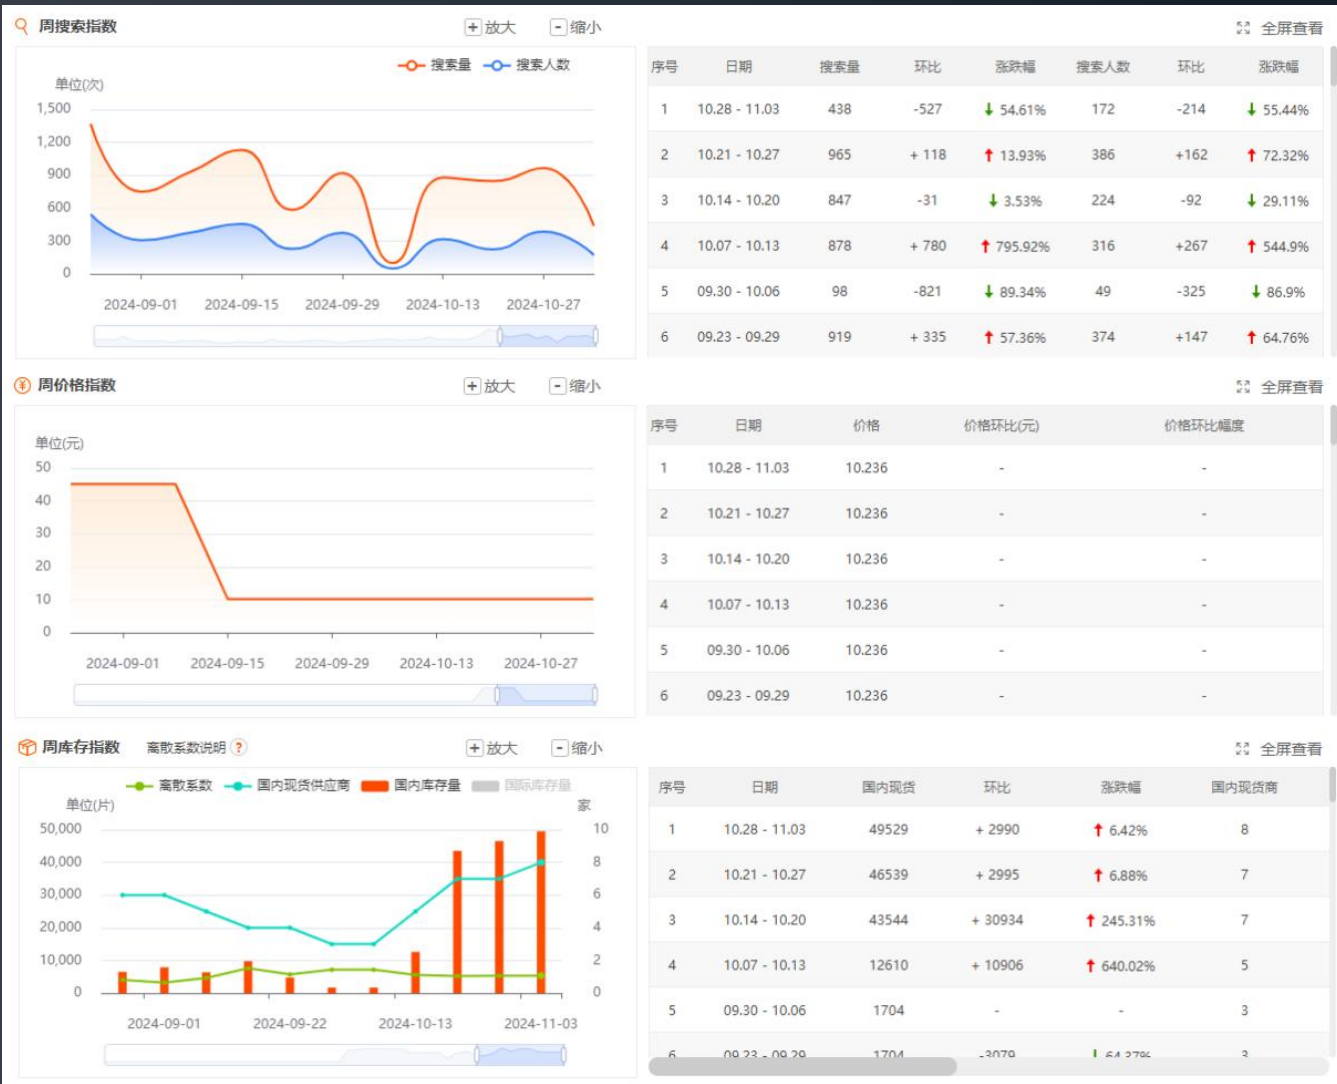 周搜索指数 + 放大 - 缩小 全屏查看
搜索量 搜索人数
单位(次)
1,500
1,200
900
600
300
0
2024-09-01 2024-09-15 2024-09-29 2024-10-13 2024-10-27
序号 日期 搜索量 环比 涨跌幅 搜索人数 环比 涨跌幅
1 10.28 - 11.03 438 -527 ↓ 54.61% 172 -214 ↓ 55.44%
2 10.21 - 10.27 965 + 118 ↑ 13.93% 386 +162 ↑ 72.32%
3 10.14 - 10.20 847 -31 ↓ 3.53% 224 -92 ↓ 29.11%
4 10.07 - 10.13 878 + 780 ↑ 795.92% 316 +267 ↑ 544.9%
5 09.30 - 10.06 98 -821 ↓ 89.34% 49 -325 ↓ 86.9%
6 09.23 - 09.29 919 + 335 ↑ 57.36% 374 +147 ↑ 64.76%
周价格指数 + 放大 - 缩小 全屏查看
单位(元)
50
40
30
20
10
0
2024-09-01 2024-09-15 2024-09-29 2024-10-13 2024-10-27
序号 日期 价格 价格环比(元) 价格环比幅度
1 10.28 - 11.03 10.236 - -
2 10.21 - 10.27 10.236 - -
3 10.14 - 10.20 10.236 - -
4 10.07 - 10.13 10.236 - -
5 09.30 - 10.06 10.236 - -
6 09.23 - 09.29 10.236 - -
周库存指数 离散系数说明 ? + 放大 - 缩小 全屏查看
离散系数 国内现货供应商 国内库存量 国际库存量
单位(片) 家
50,000 10
40,000 8
30,000 6
20,000 4
10,000 2
0 0
2024-09-01 2024-09-22 2024-10-13 2024-11-03
序号 日期 国内现货 环比 涨跌幅 国内现货商
1 10.28 - 11.03 49529 + 2990 ↑ 6.42% 8
2 10.21 - 10.27 46539 + 2995 ↑ 6.88% 7
3 10.14 - 10.20 43544 + 30934 ↑ 245.31% 7
4 10.07 - 10.13 12610 + 10906 ↑ 640.02% 5
5 09.30 - 10.06 1704 - - 3
6 09.23 - 09.29 1704 -3079 ↓ 64.37% 3